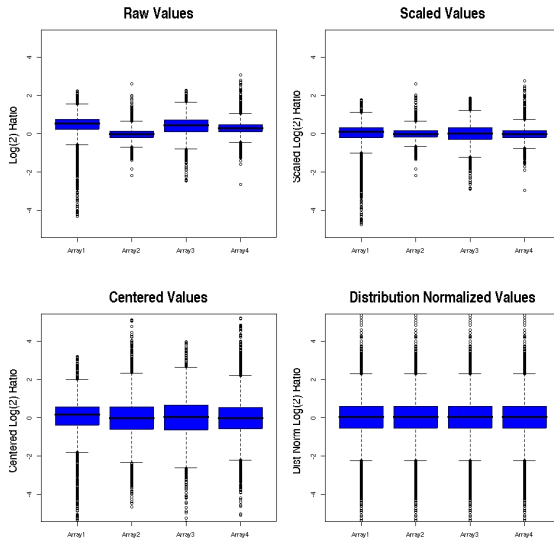 Raw Values
Log(2) Ratio
4
2
0
-2
-4
Array1 Array2 Array3 Array4
Scaled Values
Scaled Log(2) Ratio
4
2
0
-2
-4
Array1 Array2 Array3 Array4
Centered Values
Centered Log(2) Ratio
4
2
0
-2
-4
Array1 Array2 Array3 Array4
Distribution Normalized Values
Dist Norm Log(2) Ratio
4
2
0
-2
-4
Array1 Array2 Array3 Array4